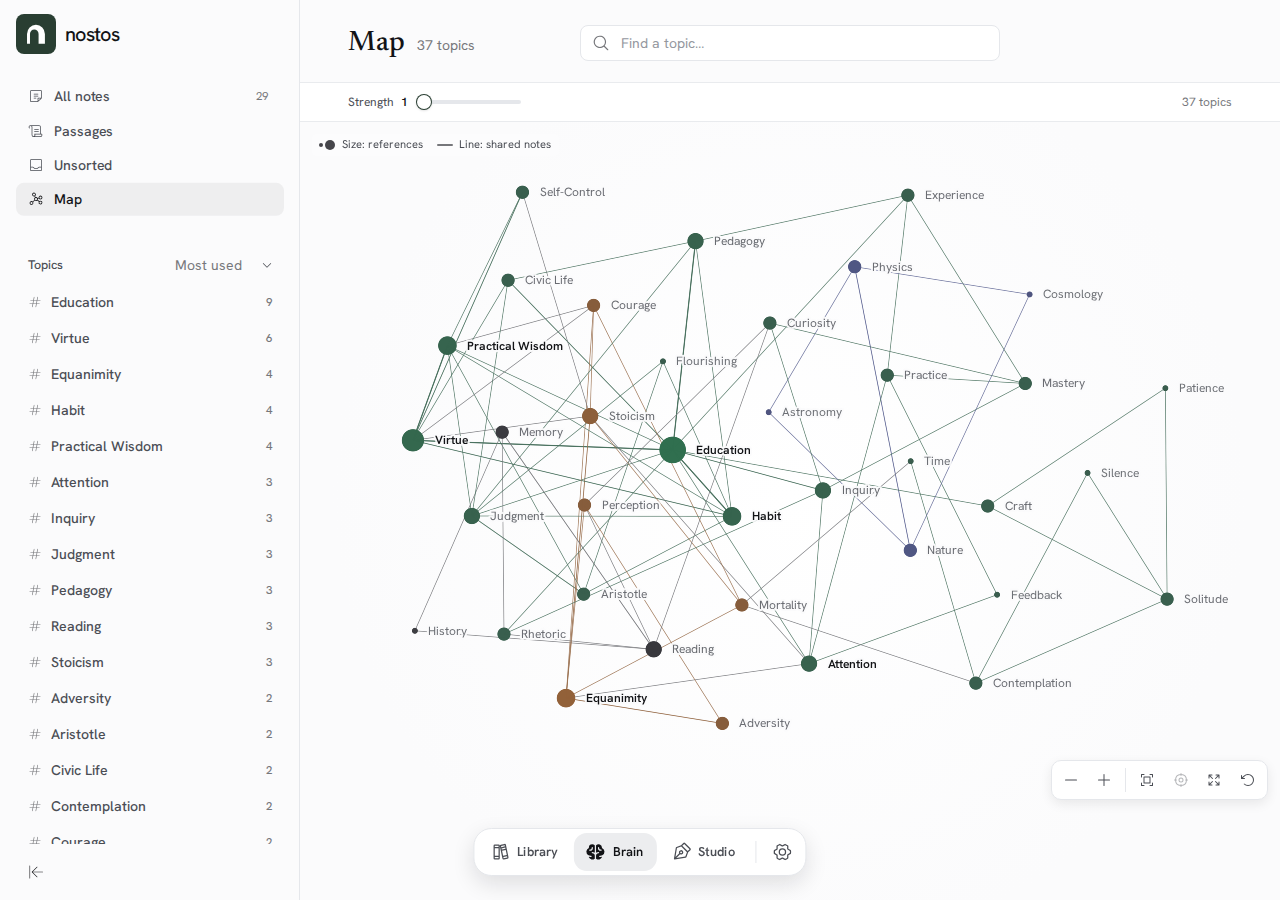 nostos
All notes 29
Passages
Unsorted
Map
Topics Most used
# Education 9
# Virtue 6
# Equanimity 4
# Habit 4
# Practical Wisdom 4
# Attention 3
# Inquiry 3
# Judgment 3
# Pedagogy 3
# Reading 3
# Stoicism 3
# Adversity 2
# Aristotle 2
# Civic Life 2
# Contemplation 2
# Courage 2
Map 37 topics
Find a topic...
Strength 1
37 topics
Size: references Line: shared notes
Self-Control
Experience
Pedagogy
Physics
Civic Life
Cosmology
Courage
Curiosity
Practical Wisdom
Flourishing
Practice
Mastery
Patience
Astronomy
Stoicism
Memory
Virtue
Education
Time
Silence
Inquiry
Perception
Craft
Judgment
Habit
Nature
Aristotle
Feedback
Solitude
Mortality
History
Rhetoric
Reading
Attention
Contemplation
Equanimity
Adversity
Library Brain Studio